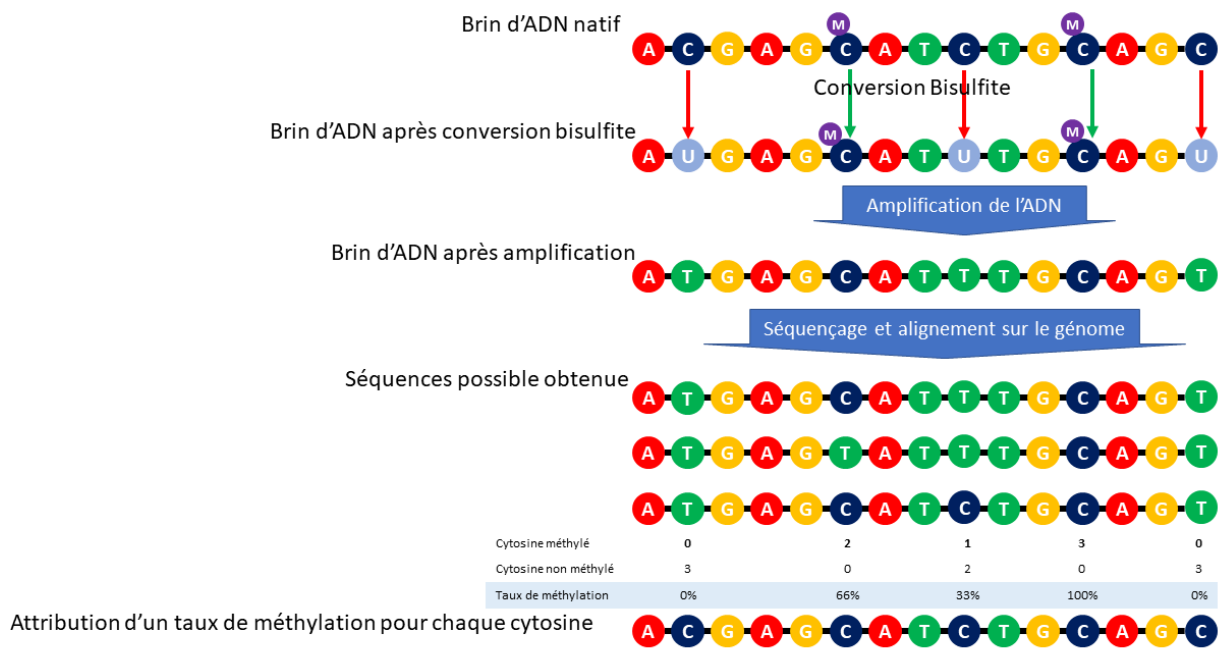 Brin d'ADN natif
M M
A C G A G C A T C T G C A G C
Conversion Bisulfite
Brin d'ADN après conversion bisulfite
M M
A U G A G C A T U T G C A G U
Amplification de l'ADN
Brin d'ADN après amplification
A T G A G C A T T T G C A G T
Séquençage et alignement sur le génome
Séquences possible obtenue
A T G A G C A T T T G C A G T
A T G A G T A T T T G C A G T
A T G A G C A T C T G C A G T
Cytosine méthylé 0 2 1 3 0
Cytosine non méthylé 3 0 2 0 3
Taux de méthylation 0% 66% 33% 100% 0%
Attribution d'un taux de méthylation pour chaque cytosine
A C G A G C A T C T G C A G C